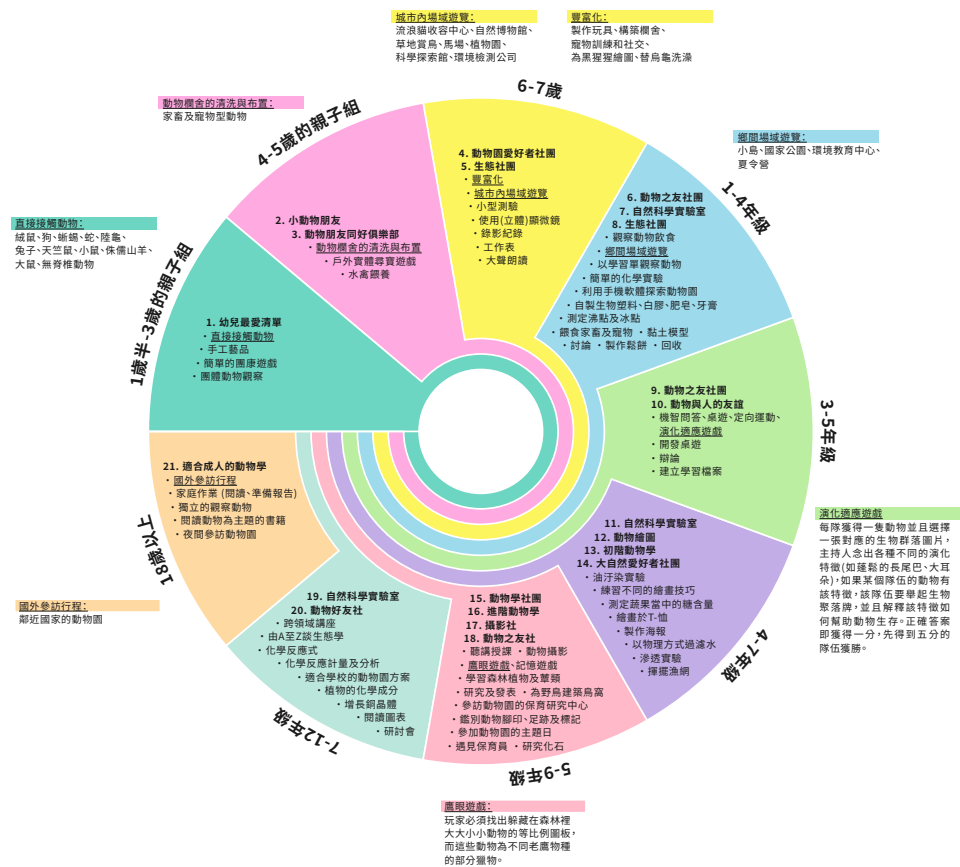 城市內場域遊覽：
流浪貓收容中心、自然博物館、
草地賞鳥、馬場、植物園、
科學探索館、環境檢測公司
豐富化：
製作玩具、構築欄舍、
寵物訓練和社交、
為黑猩猩繪圖、替烏龜洗澡
動物欄舍的清洗與布置：
家畜及寵物型動物
鄉間場域遊覽：
小島、國家公園、環境教育中心、
夏令營
直接接觸動物：
絨鼠、狗、蜥蜴、蛇、陸龜、
兔子、天竺鼠、小鼠、侏儒山羊、
大鼠、無脊椎動物
1歲半-3歲的親子組
1. 幼兒最愛清單
・直接接觸動物
・手工藝品
・簡單的團康遊戲
・團體動物觀察
4-5歲的親子組
2. 小動物朋友
3. 動物朋友同好俱樂部
・動物欄舍的清洗與布置
・戶外實體尋寶遊戲
・水禽餵養
6-7歲
4. 動物園愛好者社團
5. 生態社團
・豐富化
・城市內場域遊覽
・小型測驗
・使用(立體)顯微鏡
・錄影紀錄
・工作表
・大聲朗讀
1-4年級
6. 動物之友社團
7. 自然科學實驗室
8. 生態社團
・觀察動物飲食
・鄉間場域遊覽
・以學習單觀察動物
・簡單的化學實驗
・利用手機軟體探索動物園
・自製生物塑料、白膠、肥皂、牙膏
・測定沸點及冰點
・餵食家畜及寵物 ・黏土模型
・討論 ・製作鬆餅 ・回收
3-5年級
9. 動物之友社團
10. 動物與人的友誼
・機智問答、桌遊、定向運動、
演化適應遊戲
・開發桌遊
・辯論
・建立學習檔案
演化適應遊戲
每隊獲得一隻動物並且選擇
一張對應的生物群落圖片，
主持人念出各種不同的演化
特徵(如蓬鬆的長尾巴、大耳
朵)，如果某個隊伍的動物有
該特徵，該隊伍要舉起生物
聚落牌，並且解釋該特徵如
何幫助動物生存。正確答案
即獲得一分，先得到五分的
隊伍獲勝。
4-7年級
11. 自然科學實驗室
12. 動物繪圖
13. 初階動物學
14. 大自然愛好者社團
・油汙染實驗
・練習不同的繪畫技巧
・測定蔬果當中的糖含量
・繪畫於T-恤
・製作海報
・以物理方式過濾水
・滲透實驗
・揮擺漁網
5-9年級
15. 動物學社團
16. 進階動物學
17. 攝影社
18. 動物之友社
・聽講授課 ・動物攝影
・鷹眼遊戲、記憶遊戲
・學習森林植物及蕈類
・研究及發表 ・為野鳥建築鳥窩
・參訪動物園的保育研究中心
・鑑別動物腳印、足跡及標記
・參加動物園的主題日
・遇見保育員 ・研究化石
鷹眼遊戲：
玩家必須找出躲藏在森林裡
大大小小動物的等比例圖板，
而這些動物為不同老鷹物種
的部分獵物。
7-12年級
19. 自然科學實驗室
20. 動物好友社
・跨領域講座
・由A至Z談生態學
・化學反應式
・化學反應計量及分析
・適合學校的動物園方案
・植物的化學成分
・增長銅晶體
・閱讀圖表
・研討會
18歲以上
21. 適合成人的動物學
・國外參訪行程
・家庭作業 (閱讀、準備報告)
・獨立的觀察動物
・閱讀動物為主題的書籍
・夜間參訪動物園
國外參訪行程：
鄰近國家的動物園